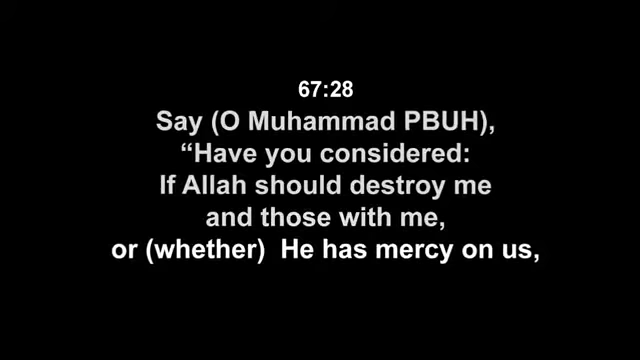 67:28
Say (O Muhammad PBUH),
“Have you considered:
If Allah should destroy me
and those with me,
or (whether)  He has mercy on us,